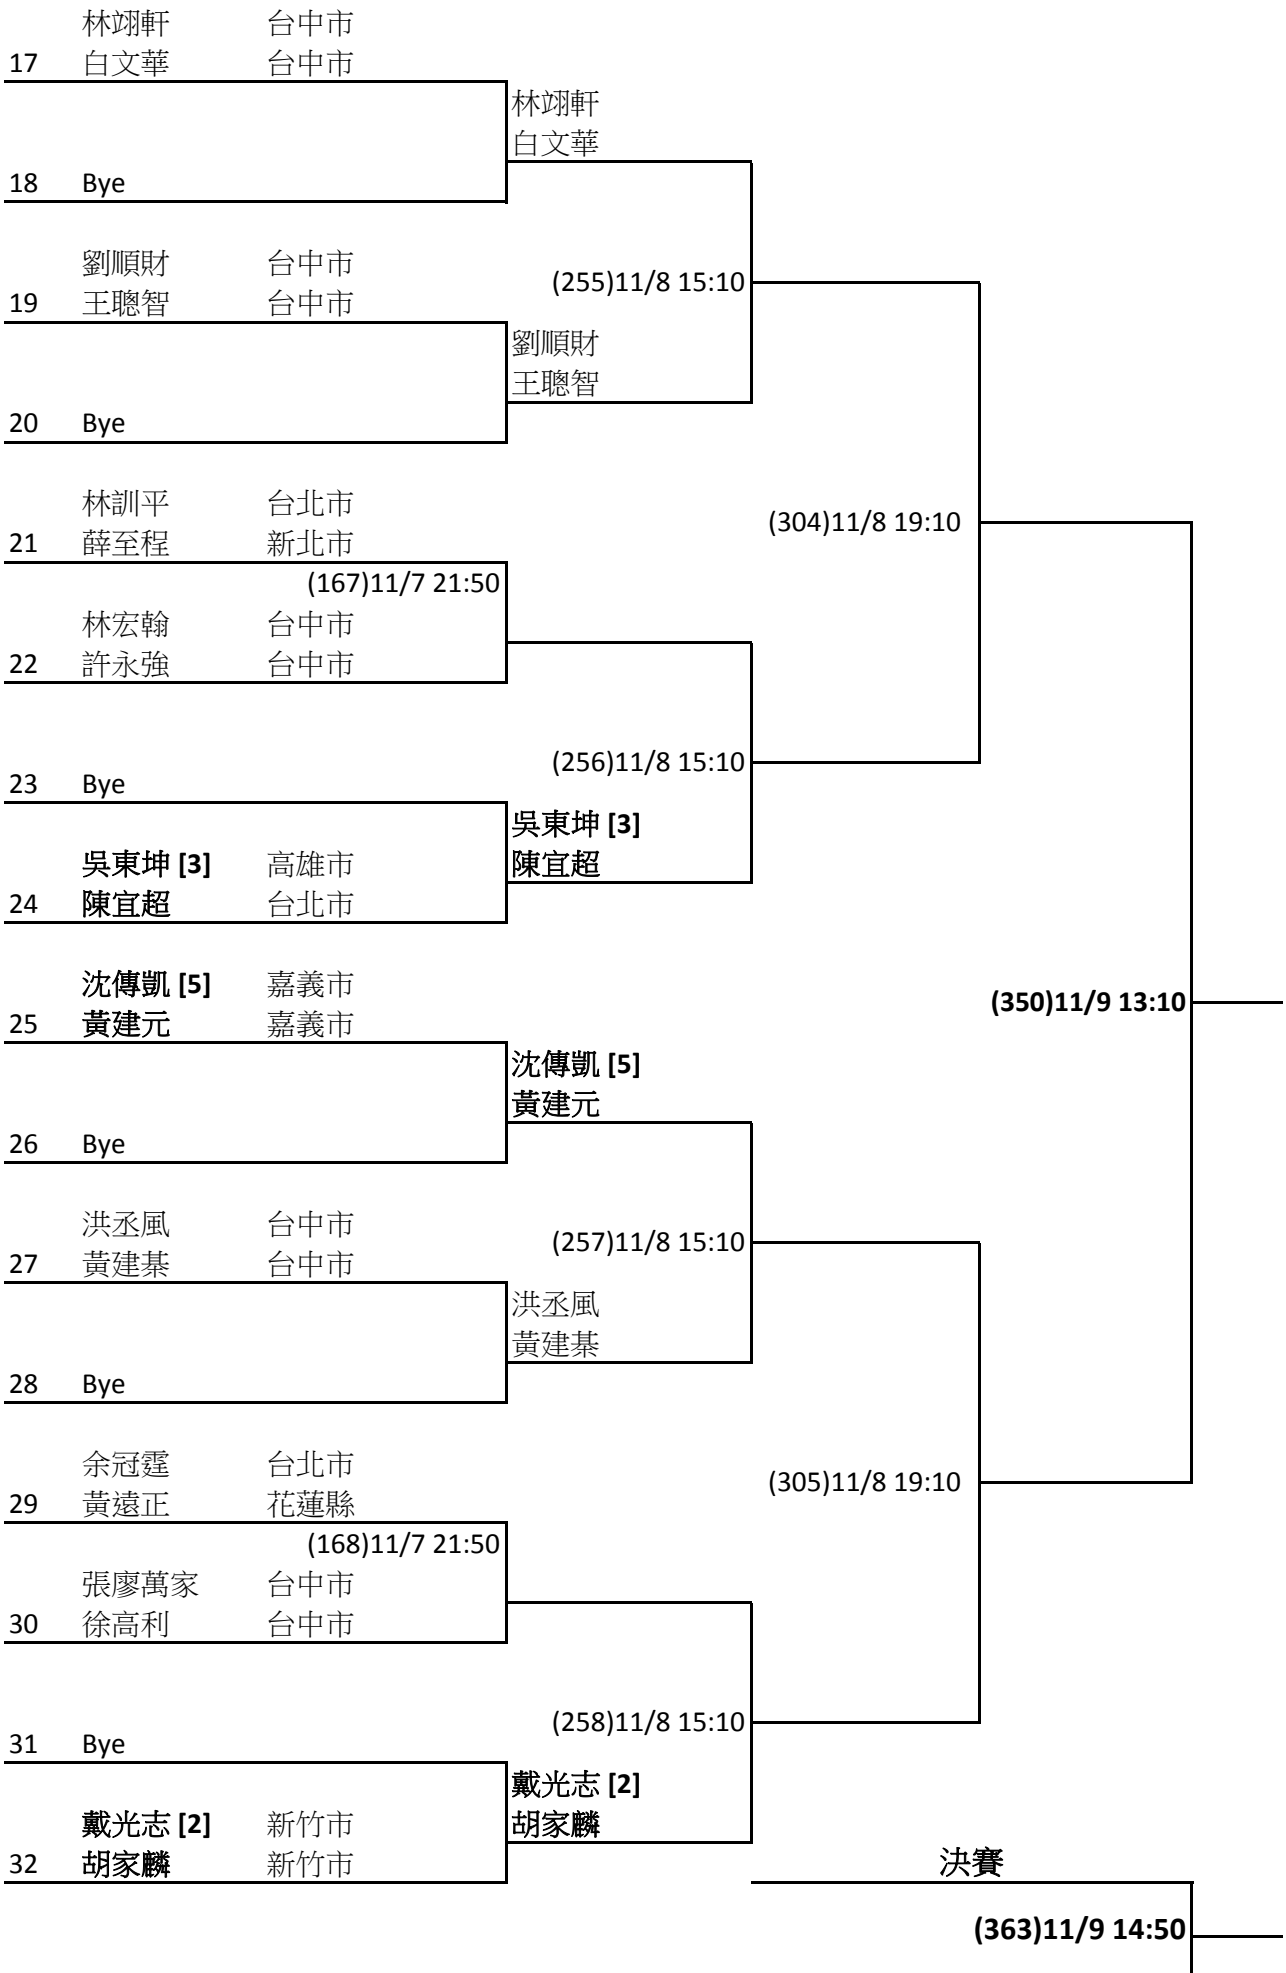 林翊軒 台中市
17 白文華 台中市
林翊軒
白文華
18 Bye
劉順財 台中市
(255)11/8 15:10
19 王聰智 台中市
劉順財
王聰智
20 Bye
林訓平 台北市
(304)11/8 19:10
21 薛至程 新北市
(167)11/7 21:50
林宏翰 台中市
22 許永強 台中市
(256)11/8 15:10
23 Bye
吳東坤 [3]
吳東坤 [3] 高雄市 陳宜超
24 陳宜超 台北市
沈傳凱 [5] 嘉義市
(350)11/9 13:10
25 黃建元 嘉義市
沈傳凱 [5]
黃建元
26 Bye
洪丞風 台中市
(257)11/8 15:10
27 黃建棊 台中市
洪丞風
黃建棊
28 Bye
余冠霆 台北市
(305)11/8 19:10
29 黃遠正 花蓮縣
(168)11/7 21:50
張廖萬家 台中市
30 徐高利 台中市
(258)11/8 15:10
31 Bye
戴光志 [2]
戴光志 [2] 新竹市 胡家麟
32 胡家麟 新竹市
決賽
(363)11/9 14:50